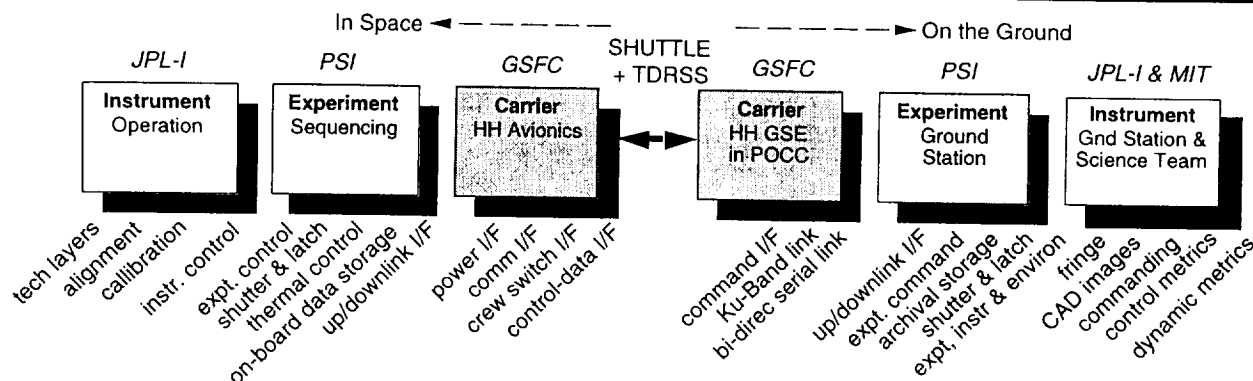 In Space
On the Ground
SHUTTLE
+ TDRSS
JPL-I
PSI
GSFC
GSFC
PSI
JPL-I & MIT
Instrument
Operation
Experiment
Sequencing
Carrier
HH Avionics
Carrier
HH GSE
in POCC
Experiment
Ground
Station
Instrument
Gnd Station &
Science Team
tech layers
alignment
callibration
instr. control
expt. control
shutter & latch
thermal control
on-board data storage
up/downlink I/F
power I/F
comm I/F
crew switch I/F
control-data I/F
command I/F
Ku-Band link
bi-direc serial link
up/downlink I/F
expt. command
archival storage
shutter & latch
expt, instr & environ
fringe
CAD images
commanding
control metrics
dynamic metrics